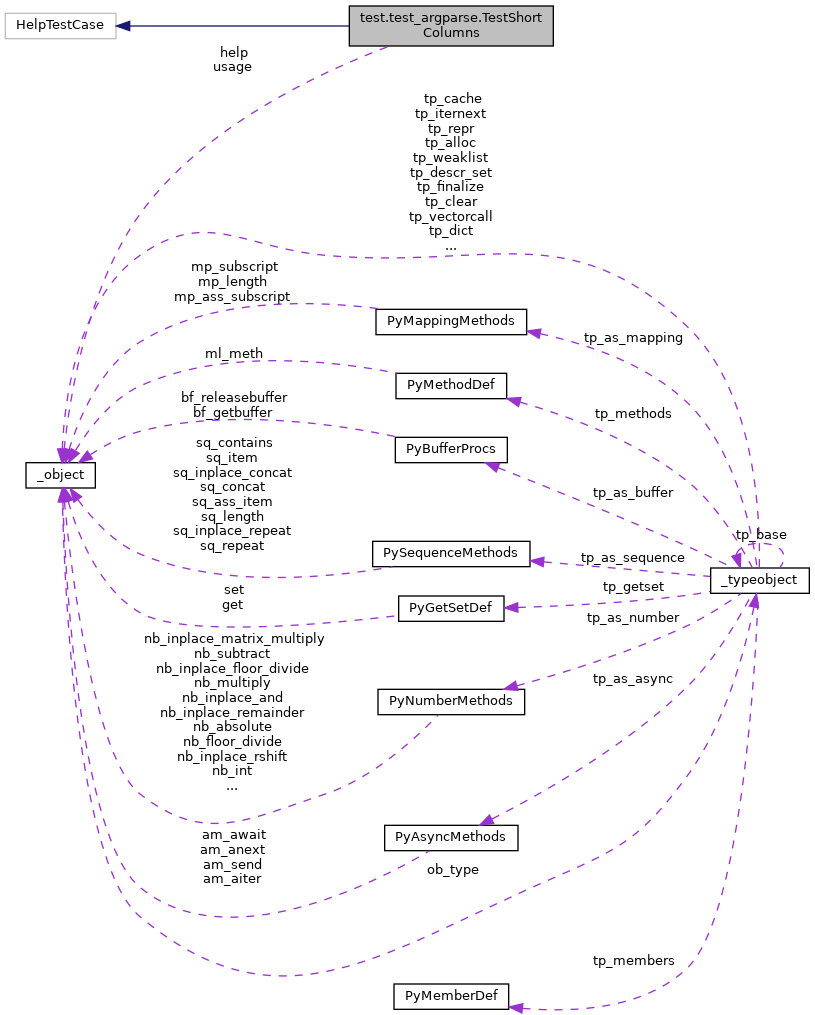 HelpTestCase
test.test_argparse.TestShort
Columns
help
usage
tp_cache
tp_iternext
tp_repr
tp_alloc
tp_weaklist
tp_descr_set
tp_finalize
tp_clear
tp_vectorcall
tp_dict
...
mp_subscript
mp_length
mp_ass_subscript
PyMappingMethods
tp_as_mapping
ml_meth
PyMethodDef
tp_methods
bf_releasebuffer
bf_getbuffer
PyBufferProcs
_object
tp_as_buffer
sq_contains
sq_item
sq_inplace_concat
sq_concat
sq_ass_item
sq_length
sq_inplace_repeat
sq_repeat
tp_base
PySequenceMethods
tp_as_sequence
_typeobject
set
get
PyGetSetDef
tp_getset
tp_as_number
nb_inplace_matrix_multiply
nb_subtract
nb_inplace_floor_divide
nb_multiply
nb_inplace_and
nb_inplace_remainder
nb_absolute
nb_floor_divide
nb_inplace_rshift
nb_int
...
PyNumberMethods
tp_as_async
am_await
am_anext
am_send
am_aiter
PyAsyncMethods
ob_type
tp_members
PyMemberDef